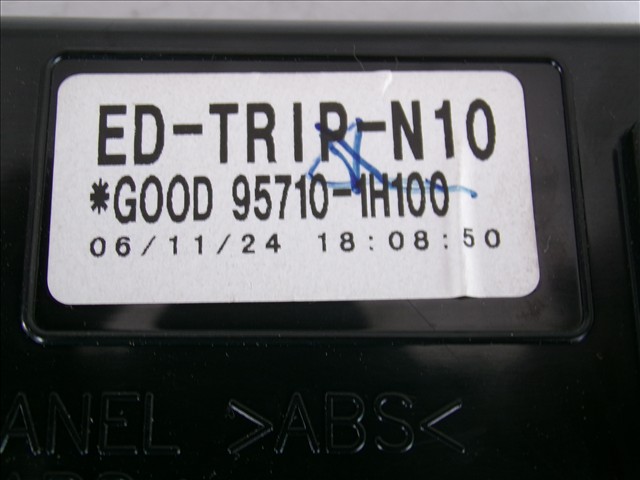 ED-TRIP-N10
*GOOD 95710-1H100
06/11/24 18:08:50
ANEL >ABS<